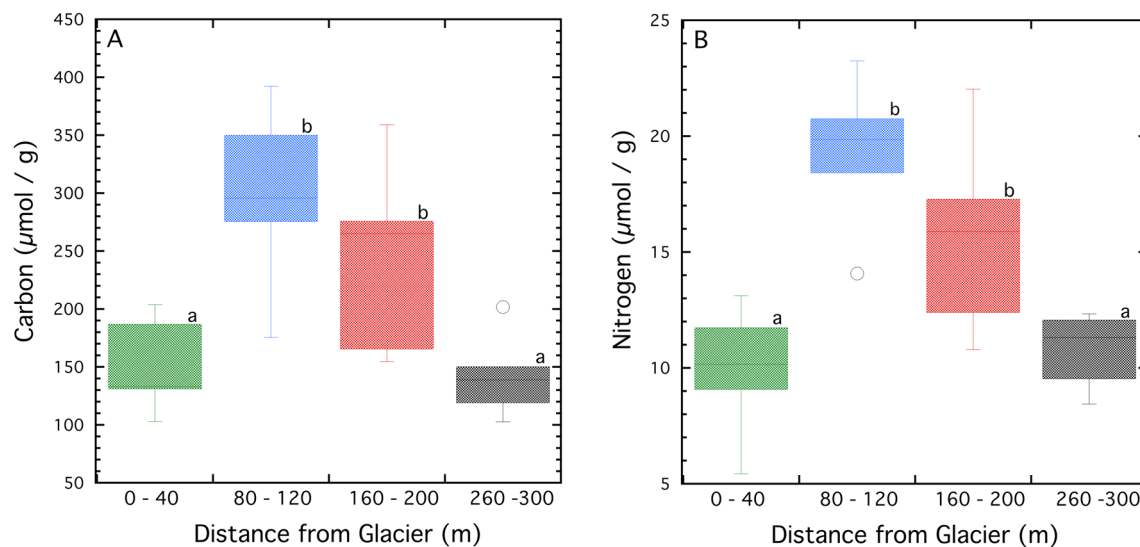 A
450
400
350
300
250
200
150
100
50
Carbon (µmol / g)
a
b
b
a
0 - 40
80 - 120
160 - 200
260 -300
Distance from Glacier (m)
B
25
20
15
10
5
Nitrogen (µmol / g)
a
b
b
a
0 - 40
80 - 120
160 - 200
260 -300
Distance from Glacier (m)